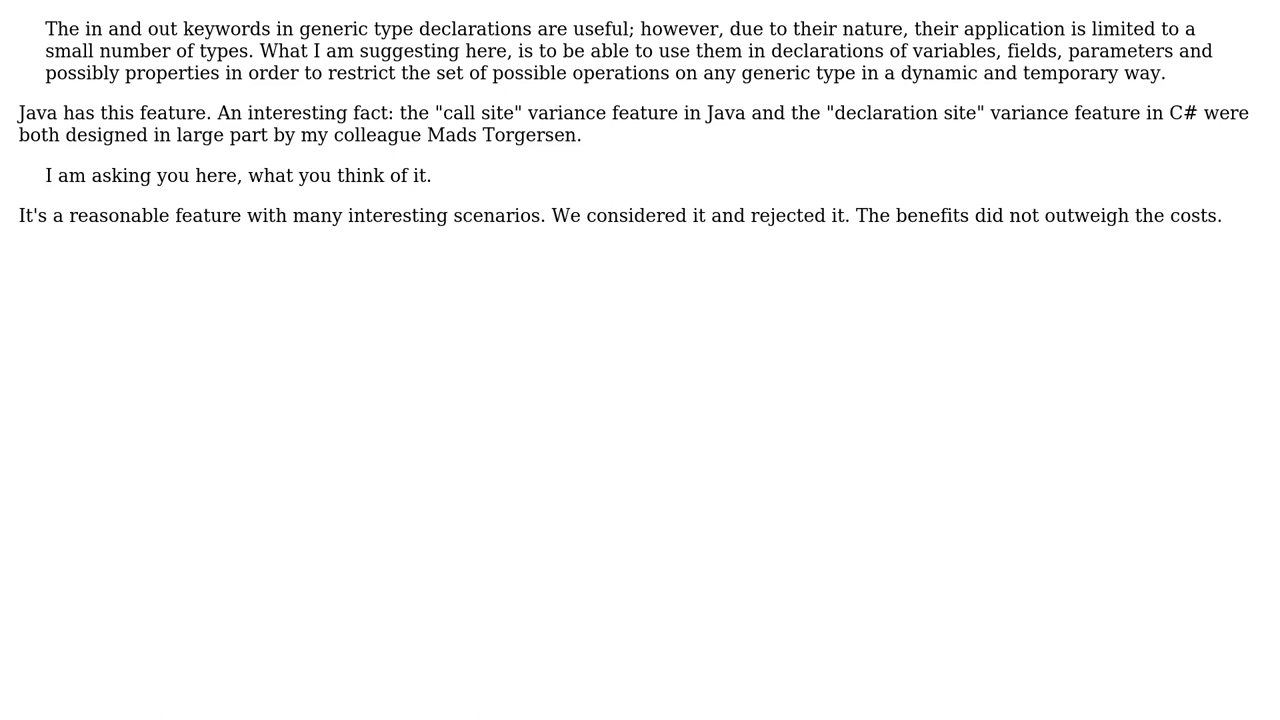 The in and out keywords in generic type declarations are useful; however, due to their nature, their application is limited to a
small number of types. What I am suggesting here, is to be able to use them in declarations of variables, fields, parameters and
possibly properties in order to restrict the set of possible operations on any generic type in a dynamic and temporary way.
Java has this feature. An interesting fact: the "call site" variance feature in Java and the "declaration site" variance feature in C# were
both designed in large part by my colleague Mads Torgersen.
I am asking you here, what you think of it.
It's a reasonable feature with many interesting scenarios. We considered it and rejected it. The benefits did not outweigh the costs.